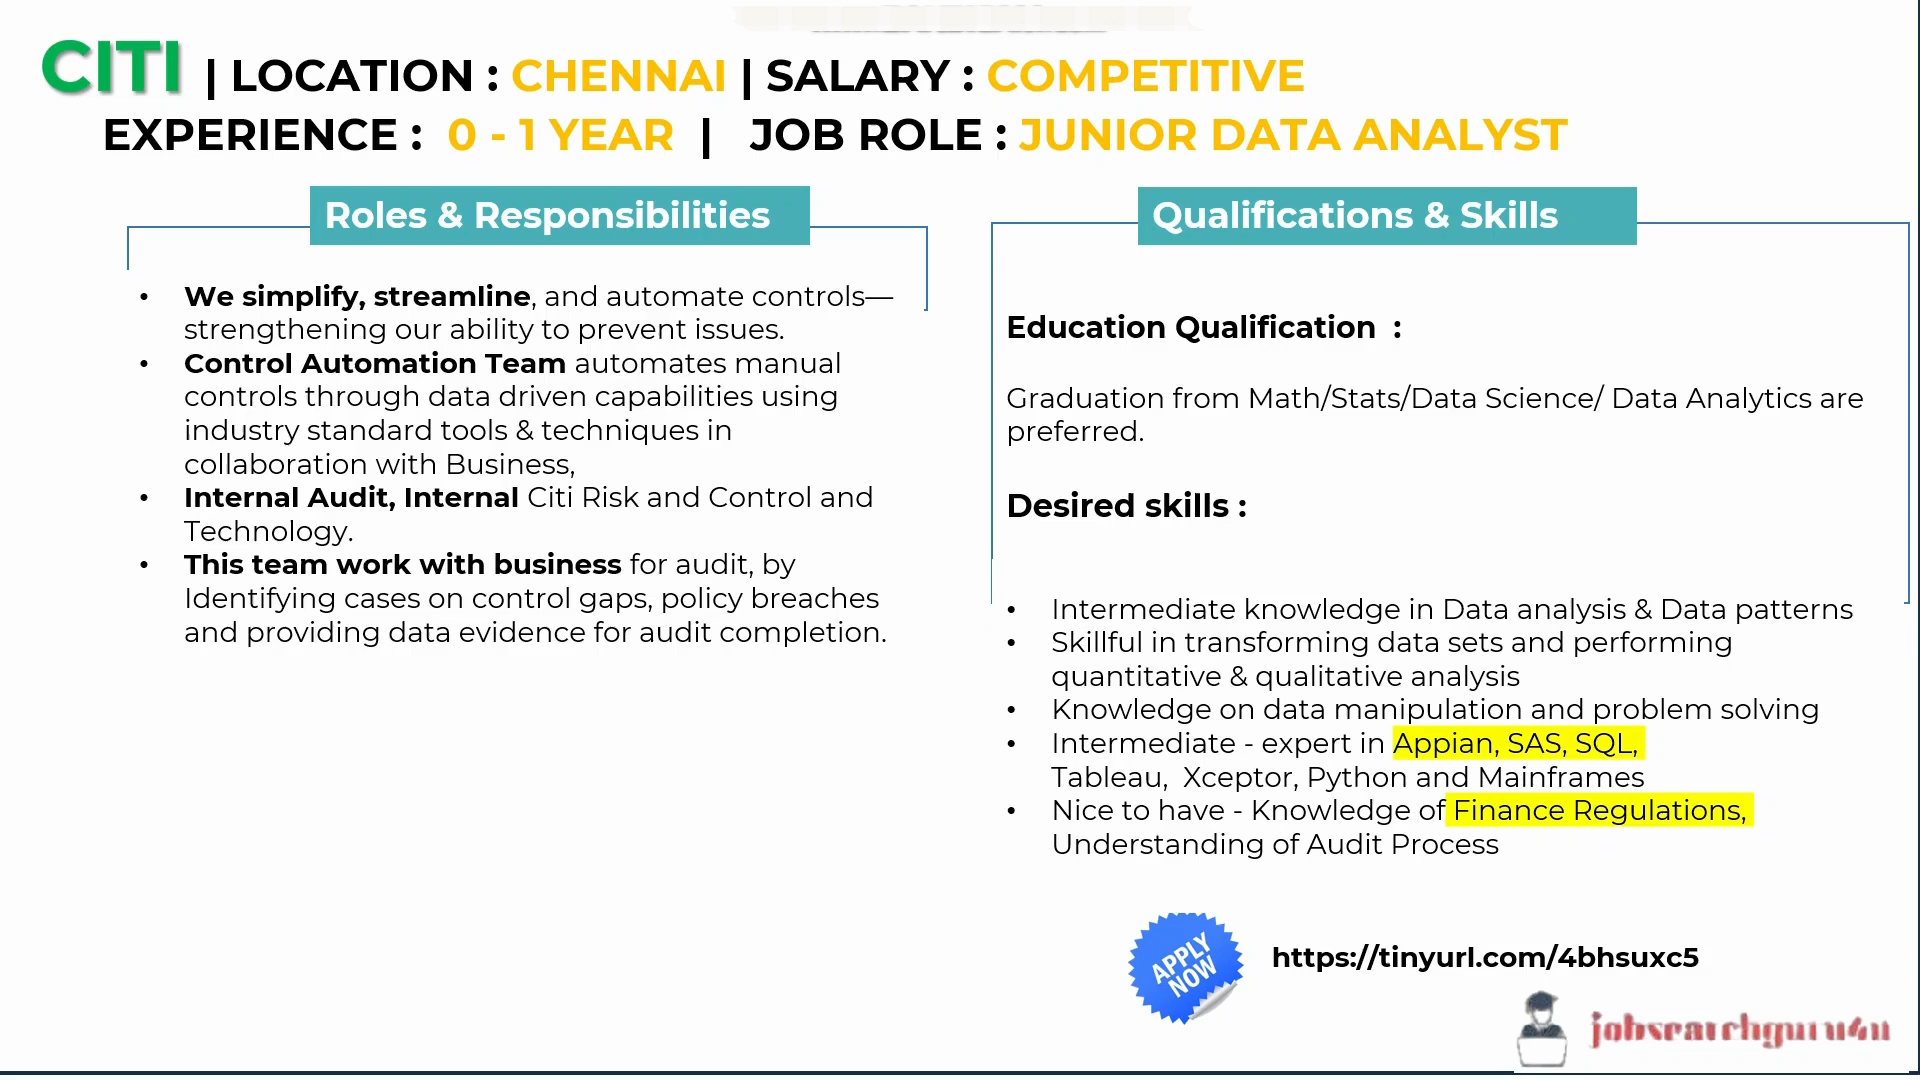 CITI | LOCATION : CHENNAI | SALARY : COMPETITIVE
EXPERIENCE : 0 - 1 YEAR | JOB ROLE : JUNIOR DATA ANALYST
Roles & Responsibilities
• We simplify, streamline, and automate controls—
strengthening our ability to prevent issues.
• Control Automation Team automates manual
controls through data driven capabilities using
industry standard tools & techniques in
collaboration with Business,
• Internal Audit, Internal Citi Risk and Control and
Technology.
• This team work with business for audit, by
Identifying cases on control gaps, policy breaches
and providing data evidence for audit completion.
Qualifications & Skills
Education Qualification :
Graduation from Math/Stats/Data Science/ Data Analytics are
preferred.
Desired skills :
• Intermediate knowledge in Data analysis & Data patterns
• Skillful in transforming data sets and performing
quantitative & qualitative analysis
• Knowledge on data manipulation and problem solving
• Intermediate - expert in Appian, SAS, SQL,
Tableau, Xceptor, Python and Mainframes
• Nice to have - Knowledge of Finance Regulations,
Understanding of Audit Process
APPLY
NOW
https://tinyurl.com/4bhsuxc5
jobsearchguru4u